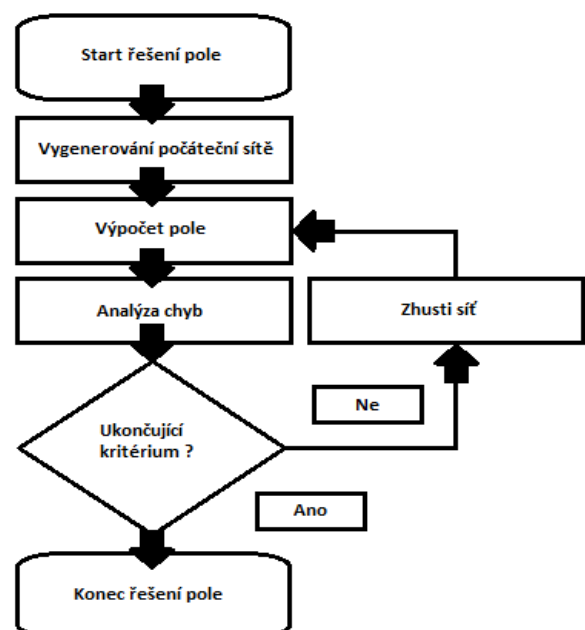 Start řešení pole
Vygenerování počáteční sítě
Výpočet pole
Analýza chyb
Zhusti síť
Ne
Ukončující
kritérium ?
Ano
Konec řešení pole